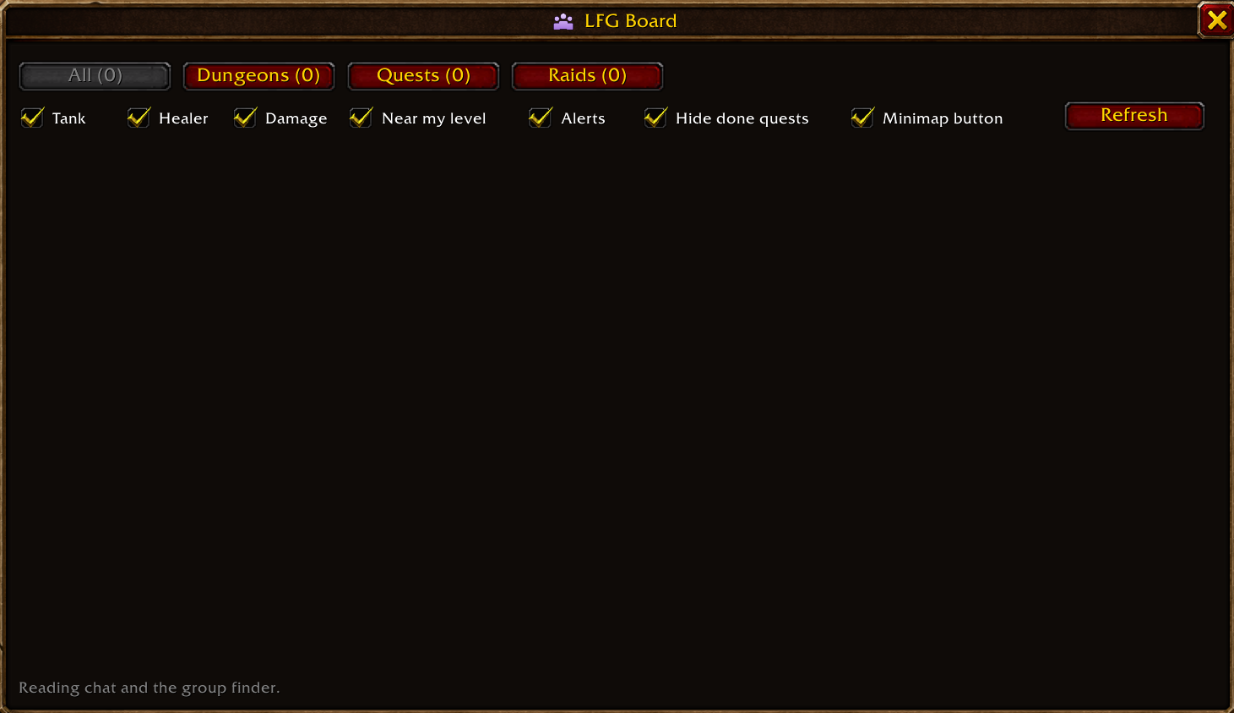 LFG Board
All (0) Dungeons (0) Quests (0) Raids (0)
Tank Healer Damage Near my level Alerts Hide done quests Minimap button Refresh
Reading chat and the group finder.